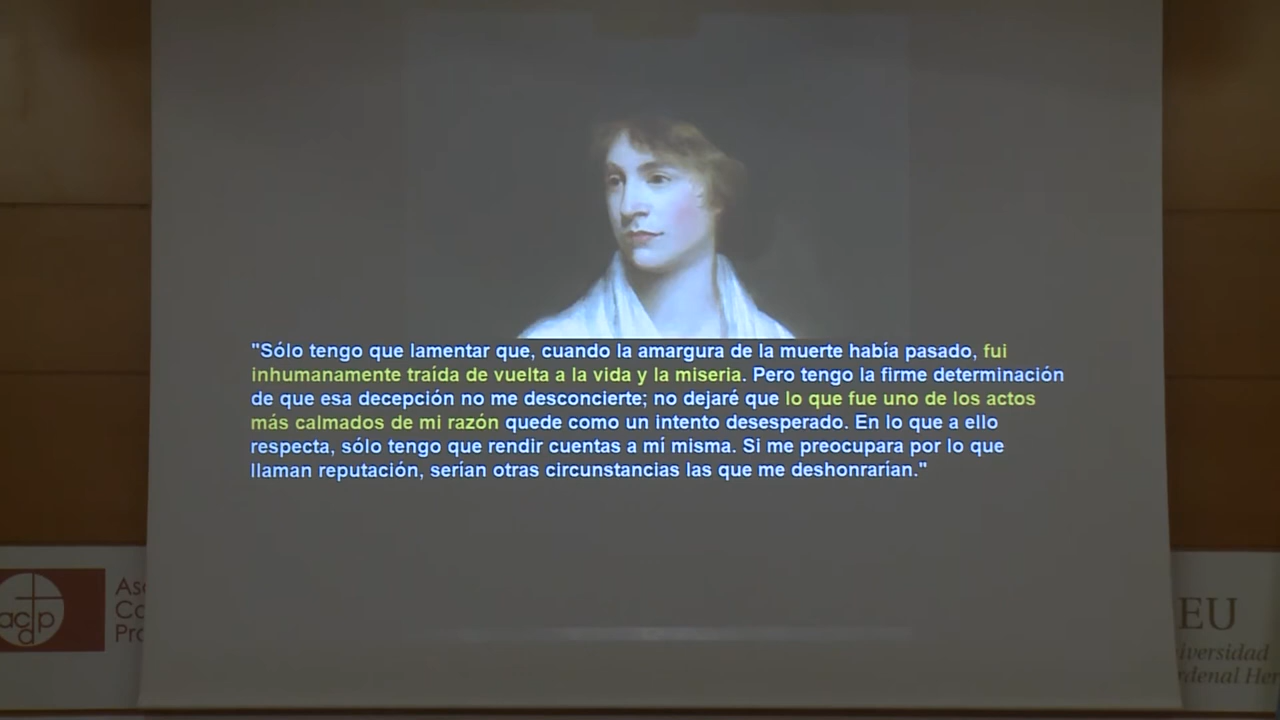 "Sólo tengo que lamentar que, cuando la amargura de la muerte había pasado, fui
inhumanamente traída de vuelta a la vida y la miseria. Pero tengo la firme determinación
de que esa decepción no me desconcierte; no dejaré que lo que fue uno de los actos
más calmados de mi razón quede como un intento desesperado. En lo que a ello
respecta, sólo tengo que rendir cuentas a mí misma. Si me preocupara por lo que
llaman reputación, serían otras circunstancias las que me deshonrarían."
acdp
EU